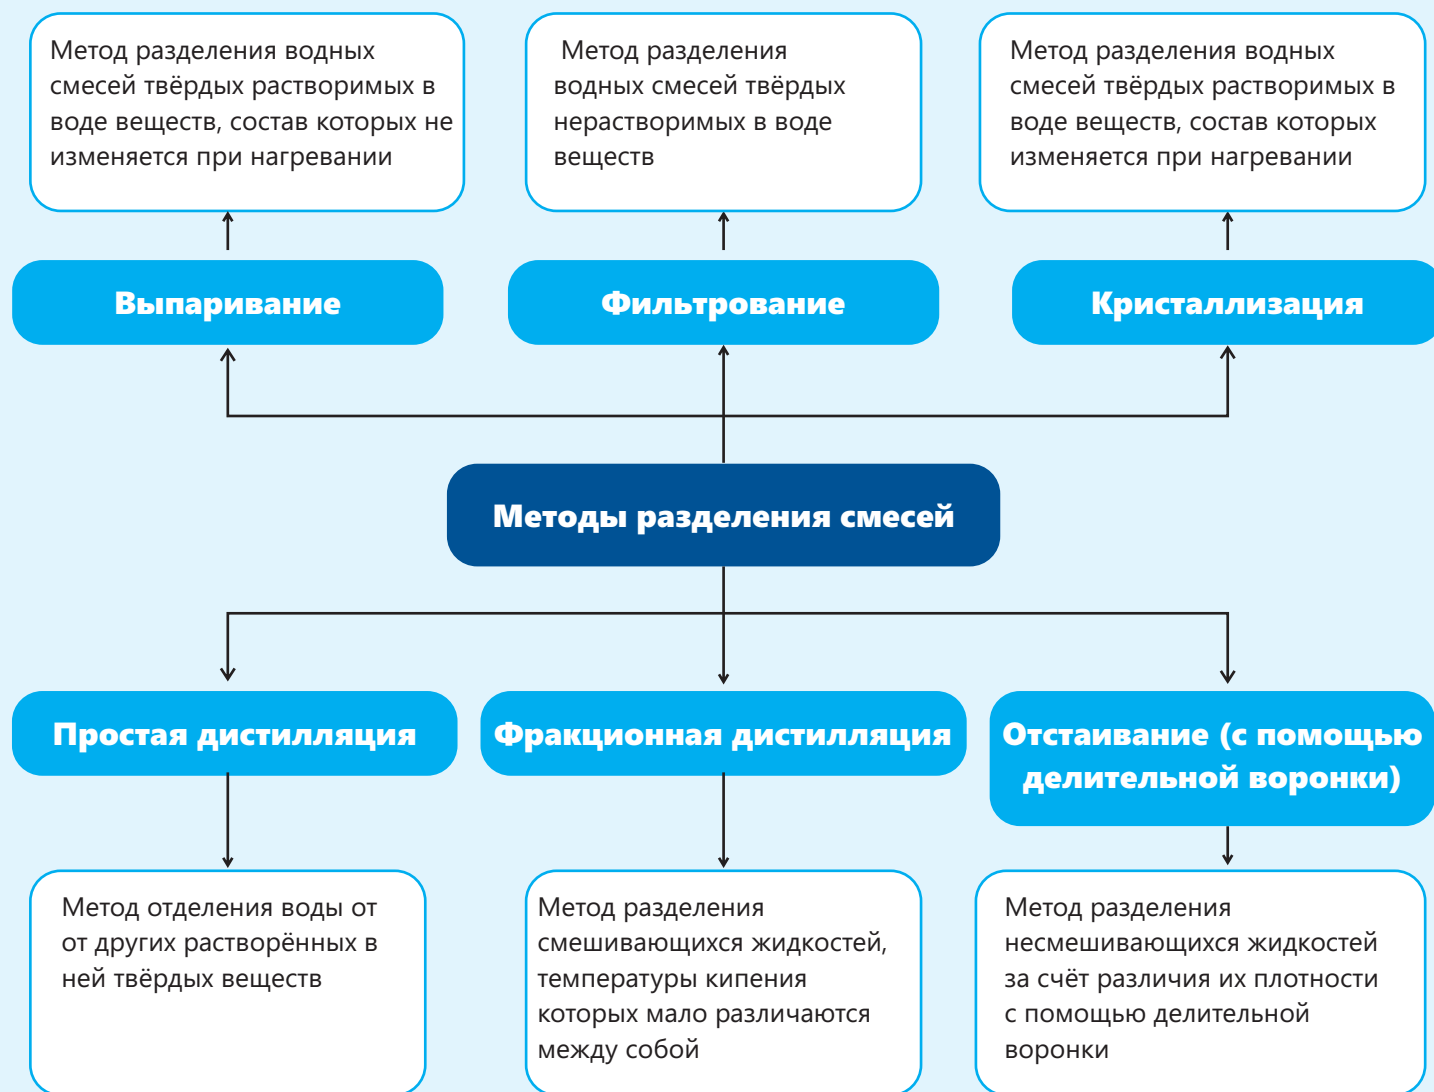 Метод разделения водных
смесей твёрдых растворимых в
воде веществ, состав которых не
изменяется при нагревании
Метод разделения
водных смесей твёрдых
нерастворимых в воде
веществ
Метод разделения водных
смесей твёрдых растворимых в
воде веществ, состав которых
изменяется при нагревании
Выпаривание
Фильтрование
Кристаллизация
Методы разделения смесей
Простая дистилляция
Фракционная дистилляция
Отстаивание (с помощью
делительной воронки)
Метод отделения воды от
от других растворённых в
ней твёрдых веществ
Метод разделения
смешивающихся жидкостей,
температуры кипения
которых мало различаются
между собой
Метод разделения
несмешивающихся жидкостей
за счёт различия их плотности
с помощью делительной
воронки